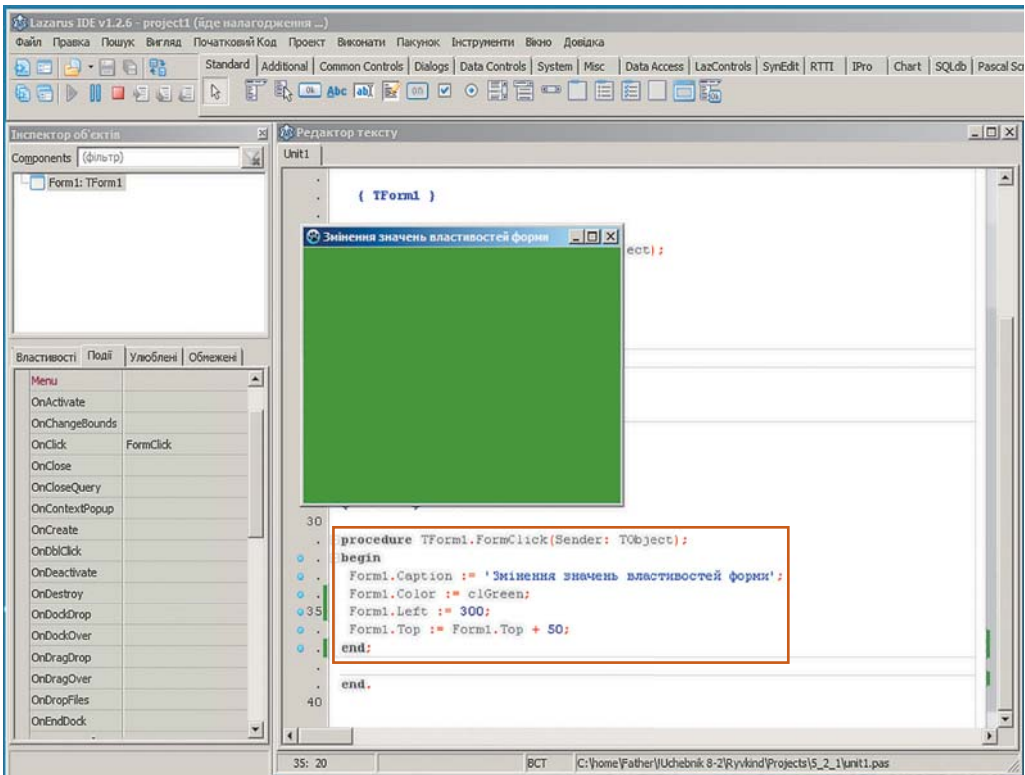 Lazarus IDE v1.2.6 - project1 (йде налагодження ...)
Файл Правка Пошук Вигляд Початковий Код Проект Виконати Пакунок Інструменти Вікно Довідка
Standard Additional Common Controls Dialogs Data Controls System Misc Data Access LazControls SynEdit RTTI IPro Chart SQLdb Pascal Scr
Ok Abc ab| on
Інспектор об'єктів
Components (фільтр)
Form1: TForm1
Властивості Події Улюблені Обмежені
Menu
OnActivate
OnChangeBounds
OnClick FormClick
OnClose
OnCloseQuery
OnContextPopup
OnCreate
OnDblClick
OnDeactivate
OnDestroy
OnDockDrop
OnDockOver
OnDragDrop
OnDragOver
OnDropFiles
OnEndDock
Редактор тексту
Unit1
{ TForm1 }
ect);
Змінення значень властивостей форми
30
procedure TForm1.FormClick(Sender: TObject);
begin
Form1.Caption := 'Змінення значень властивостей форми';
Form1.Color := clGreen;
35 Form1.Left := 300;
Form1.Top := Form1.Top + 50;
end;
end.
40
35: 20 ВСТ C:\home\Father\Uchebnik 8-2\Ryvkind\Projects\5_2_1\unit1.pas